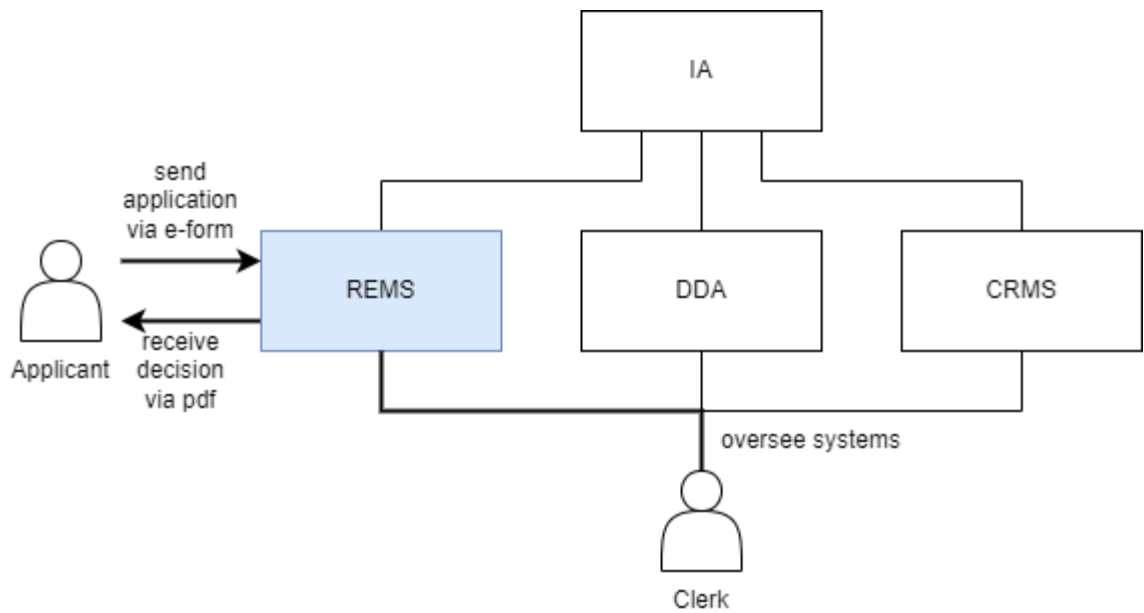 IA
send
application
via e-form
REMS
DDA
CRMS
receive
decision
via pdf
Applicant
oversee systems
Clerk